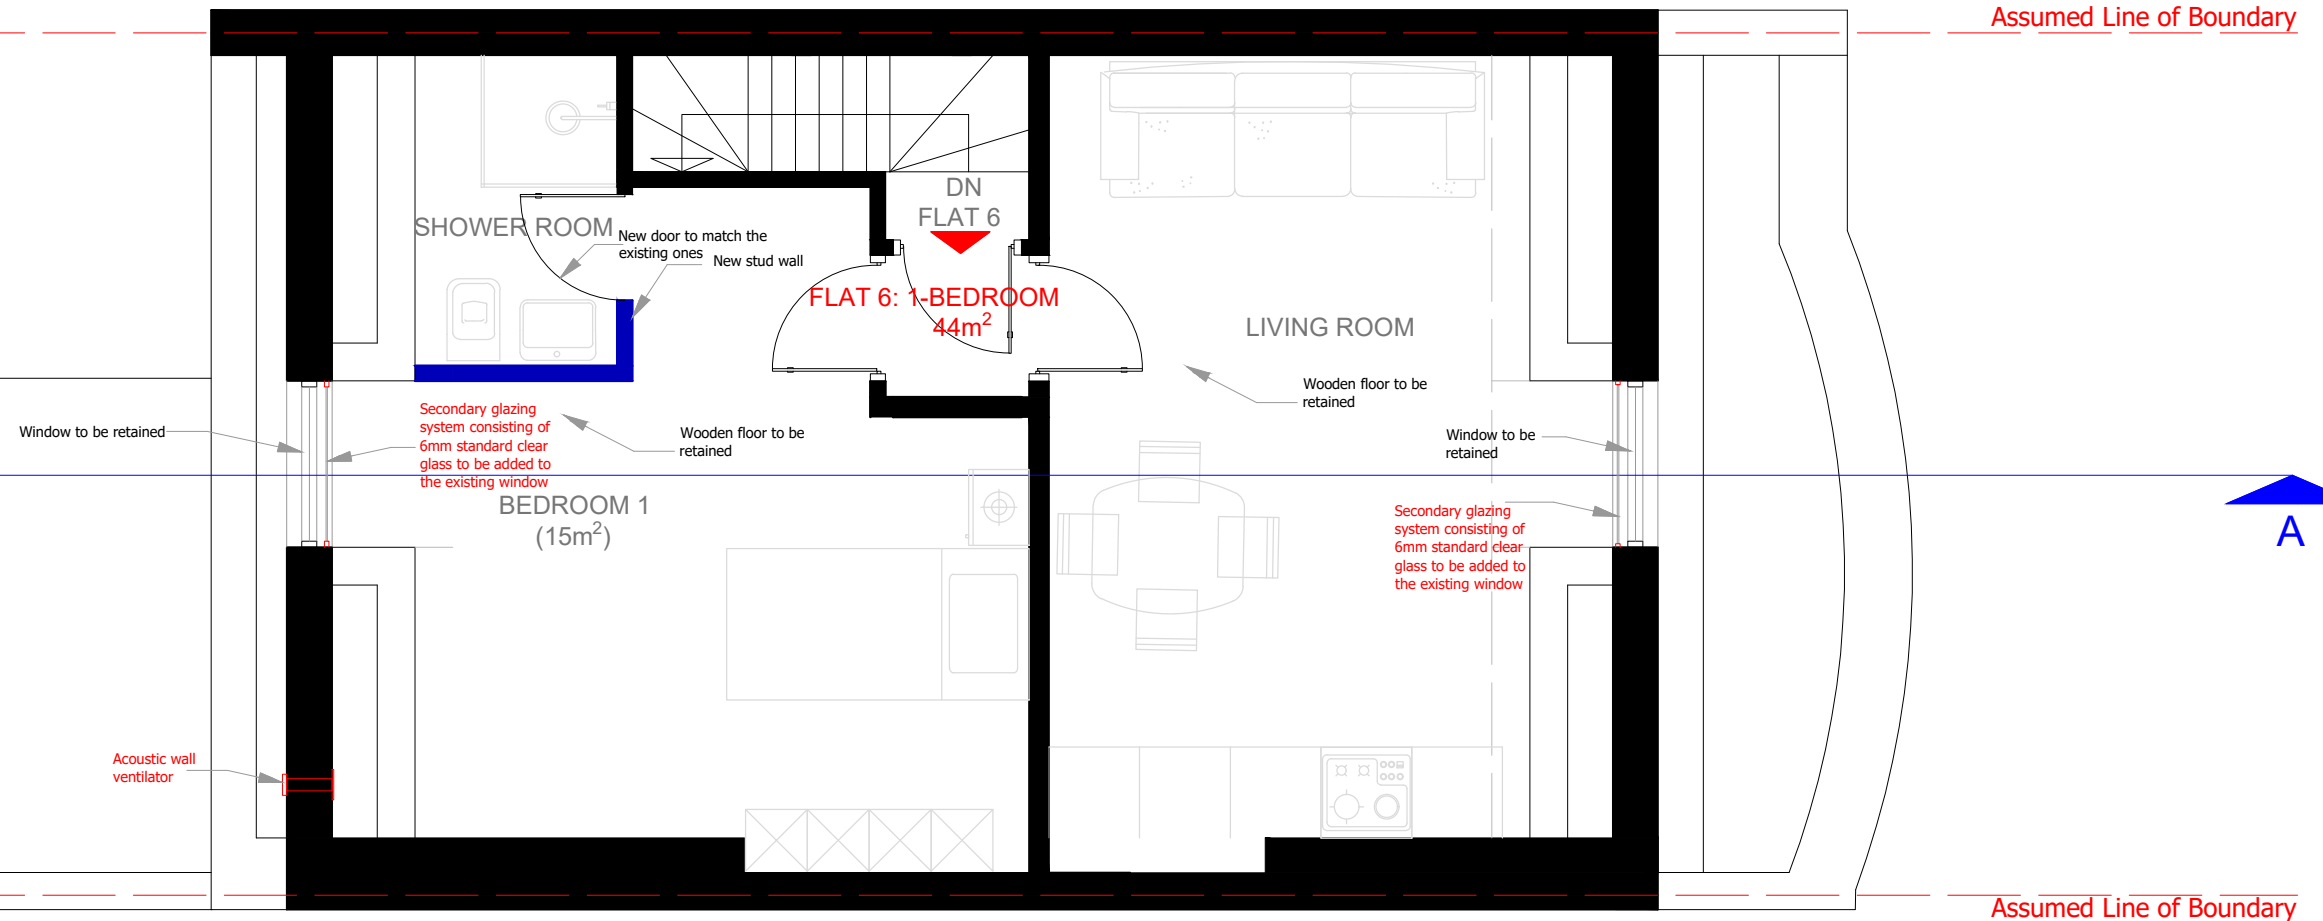 Assumed Line of Boundary
DN
FLAT 6
SHOWER ROOM
New door to match the
existing ones
New stud wall
FLAT 6: 1-BEDROOM
44m²
LIVING ROOM
Wooden floor to be
retained
Secondary glazing
system consisting of
6mm standard clear
glass to be added to
the existing window
Window to be retained
Wooden floor to be
retained
Window to be
retained
BEDROOM 1
(15m²)
Secondary glazing
system consisting of
6mm standard clear
glass to be added to
the existing window
A
Acoustic wall
ventilator
Assumed Line of Boundary